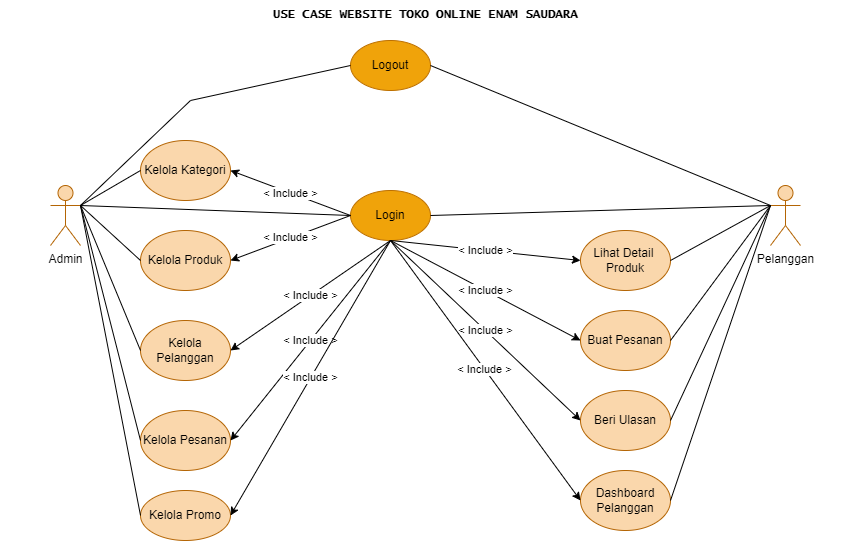 USE CASE WEBSITE TOKO ONLINE ENAM SAUDARA
Logout
Kelola Kategori
< Include >
Login
< Include >
Admin
Kelola Produk
< Include >
Lihat Detail
Produk
Pelanggan
< Include >
< Include >
Kelola
Pelanggan
< Include >
< Include >
Buat Pesanan
< Include >
< Include >
Kelola Pesanan
Beri Ulasan
Kelola Promo
Dashboard
Pelanggan